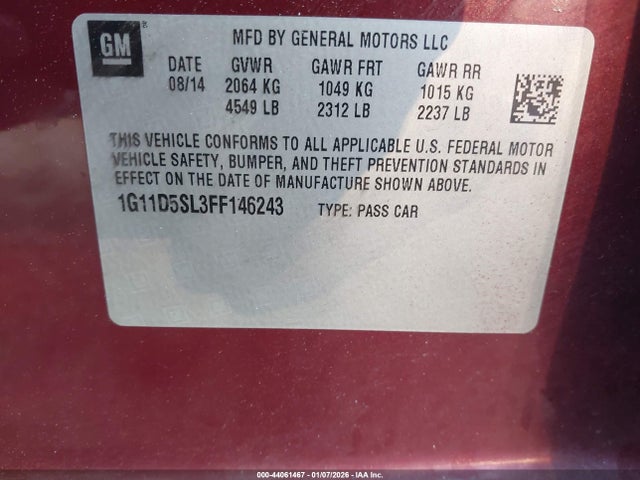 GM
MFD BY GENERAL MOTORS LLC
DATE GVWR GAWR FRT GAWR RR
08/14 2064 KG 1049 KG 1015 KG
4549 LB 2312 LB 2237 LB
THIS VEHICLE CONFORMS TO ALL APPLICABLE U.S. FEDERAL MOTOR
VEHICLE SAFETY, BUMPER, AND THEFT PREVENTION STANDARDS IN
EFFECT ON THE DATE OF MANUFACTURE SHOWN ABOVE.
1G11D5SL3FF146243 TYPE: PASS CAR
000-44061467 - 01/07/2026 - IAA Inc.